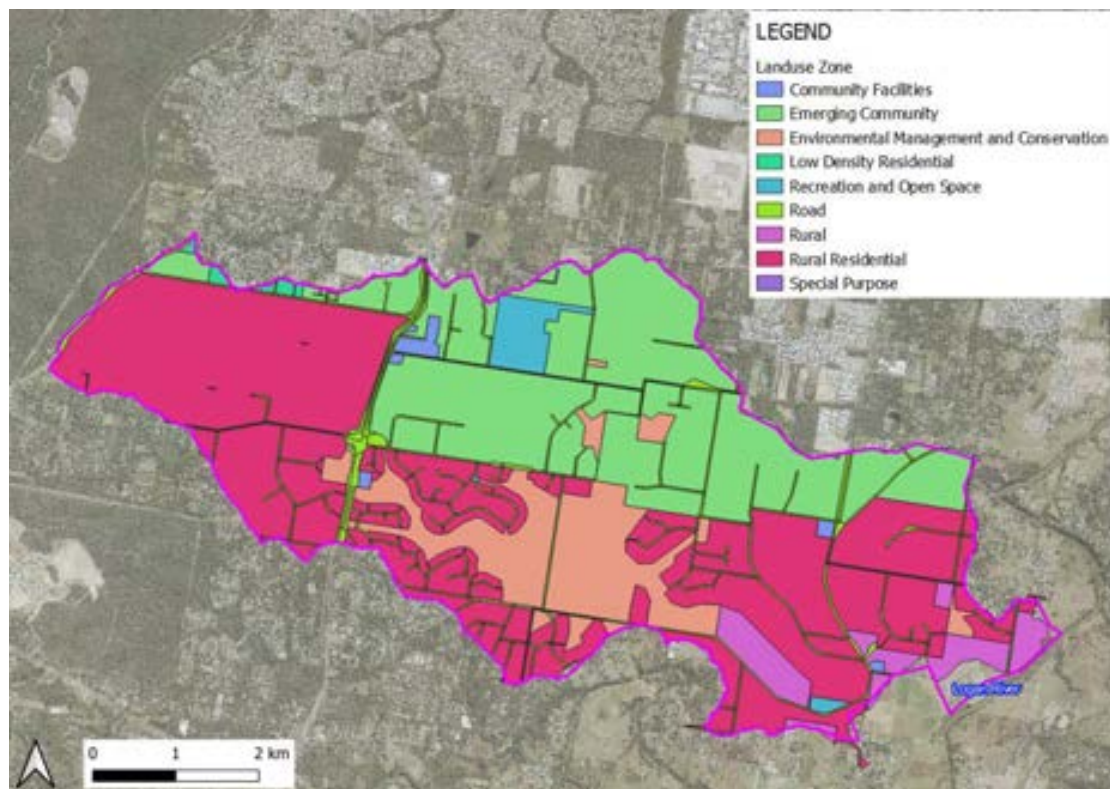 LEGEND
Landuse Zone
Community Facilities
Emerging Community
Environmental Management and Conservation
Low Density Residential
Recreation and Open Space
Road
Rural
Rural Residential
Special Purpose
Logan River
0 1 2 km